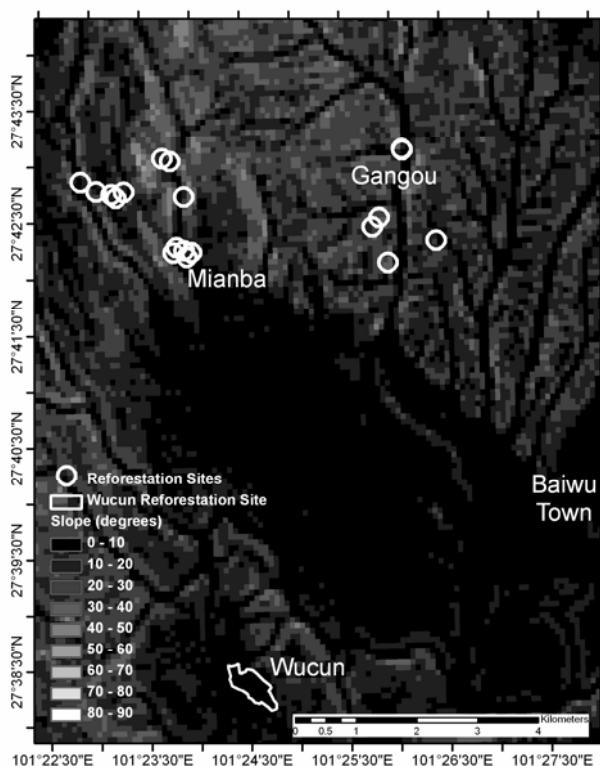 27°43'30"N
27°42'30"N
27°41'30"N
27°40'30"N
27°39'30"N
27°38'30"N
Gangou
Mianba
Baiwu
Town
Wucun
Reforestation Sites
Wucun Reforestation Site
Slope (degrees)
0 - 10
10 - 20
20 - 30
30 - 40
40 - 50
50 - 60
60 - 70
70 - 80
80 - 90
Kilometers
0 0.5 1 2 3 4
101°22'30"E 101°23'30"E 101°24'30"E 101°25'30"E 101°26'30"E 101°27'30"E